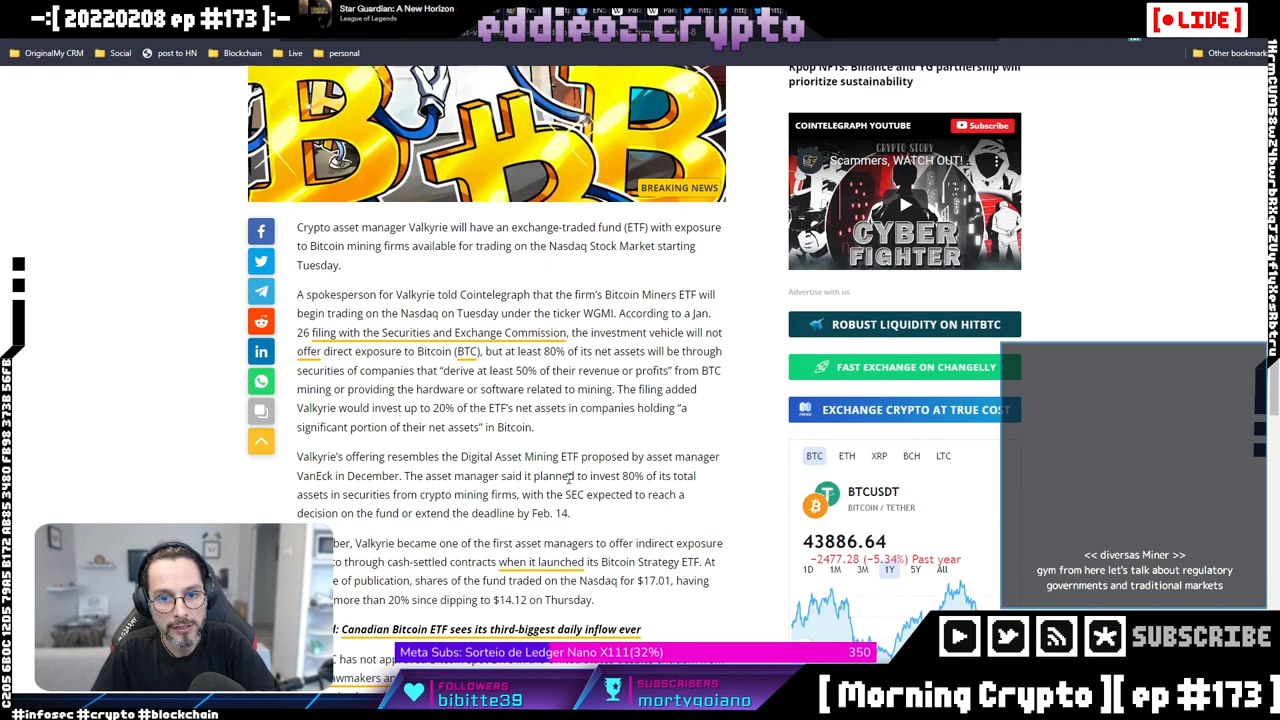 -:[ 20220208 ep #173 ]:-
Star Guardian: A New Horizon
League of Legends
eddieoz.crypto
[ LIVE ]
OriginalMy CRM
Social
post to HN
Blockchain
Live
personal
Other bookmark
Kpop NFTs: Binance and YG partnership will
prioritize sustainability
BREAKING NEWS
COINTELEGRAPH YOUTUBE
Subscribe
CRYPTO STORY
Scammers, WATCH OUT! ...
CYBER
FIGHTER
Advertise with us
ROBUST LIQUIDITY ON HITBTC
FAST EXCHANGE ON CHANGELLY
EXCHANGE CRYPTO AT TRUE COST
Crypto asset manager Valkyrie will have an exchange-traded fund (ETF) with exposure
to Bitcoin mining firms available for trading on the Nasdaq Stock Market starting
Tuesday.
A spokesperson for Valkyrie told Cointelegraph that the firm's Bitcoin Miners ETF will
begin trading on the Nasdaq on Tuesday under the ticker WGMI. According to a Jan.
26 filing with the Securities and Exchange Commission, the investment vehicle will not
offer direct exposure to Bitcoin (BTC), but at least 80% of its net assets will be through
securities of companies that “derive at least 50% of their revenue or profits” from BTC
mining or providing the hardware or software related to mining. The filing added
Valkyrie would invest up to 20% of the ETF's net assets in companies holding “a
significant portion of their net assets” in Bitcoin.
Valkyrie's offering resembles the Digital Asset Mining ETF proposed by asset manager
VanEck in December. The asset manager said it planned to invest 80% of its total
assets in securities from crypto mining firms, with the SEC expected to reach a
decision on the fund or extend the deadline by Feb. 14.
ber, Valkyrie became one of the first asset managers to offer indirect exposure
to through cash-settled contracts when it launched its Bitcoin Strategy ETF. At
e of publication, shares of the fund traded on the Nasdaq for $17.01, having
more than 20% since dipping to $14.12 on Thursday.
Canadian Bitcoin ETF sees its third-biggest daily inflow ever
BTC
ETH
XRP
BCH
LTC
BTCUSDT
BITCOIN / TETHER
43886.64
−2477.28 (−5.34%) Past year
1D
1M
3M
1Y
5Y
All
<< diversas Miner >>
gym from here let's talk about regulatory
governments and traditional markets
Meta Subs: Sorteio de Ledger Nano X111(32%)
350
FOLLOWERS
bibitte39
SUBSCRIBERS
mortygoiano
SUBSCRIBE
[ Morning Crypto ][ ep #173 ]
#infosec #crypto #blockchain